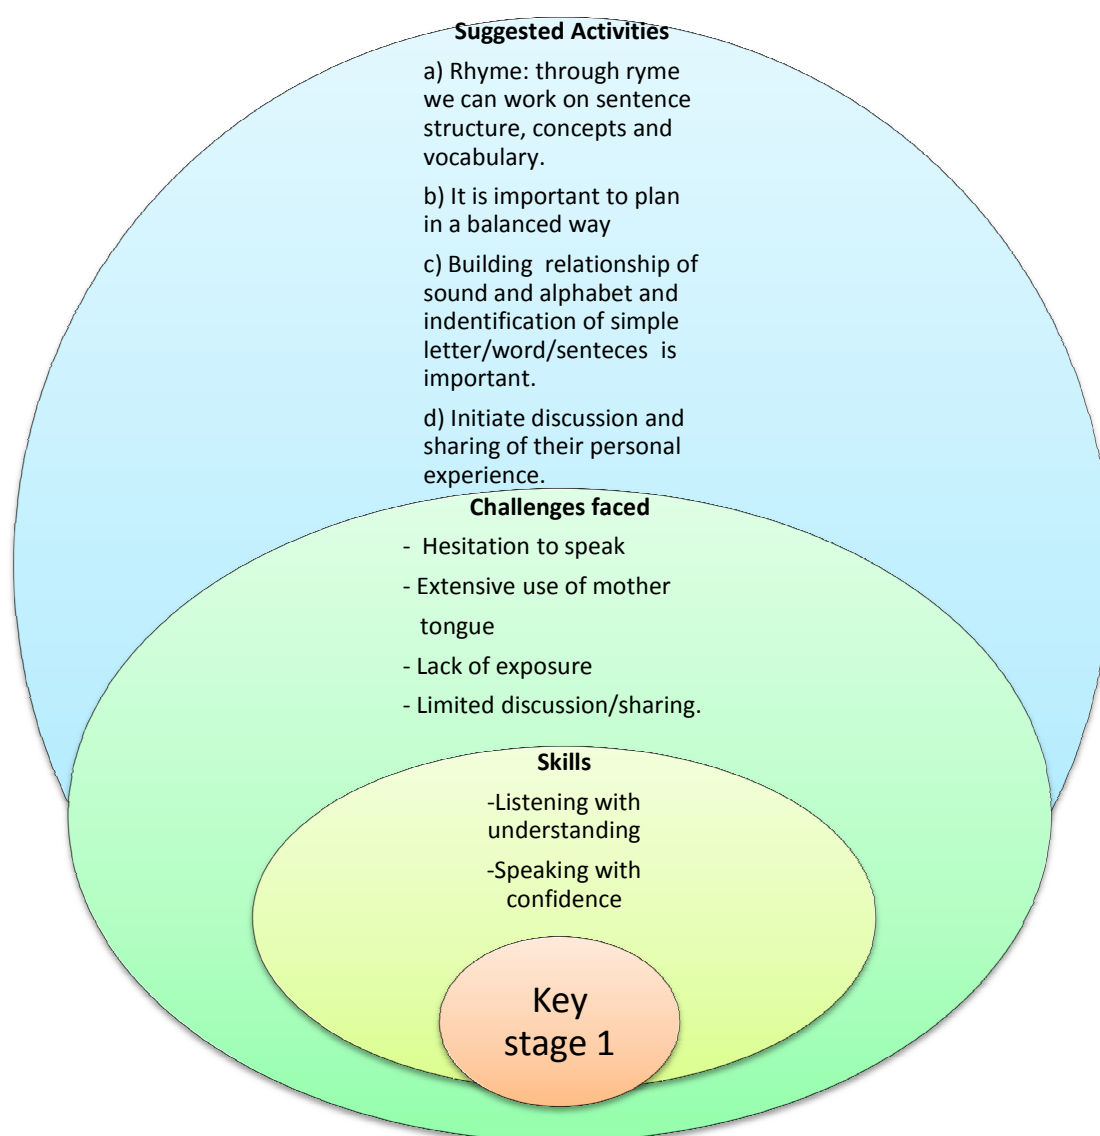 Suggested Activities
a) Rhyme: through ryme
we can work on sentence
structure, concepts and
vocabulary.
b) It is important to plan
in a balanced way
c) Building  relationship of
sound and alphabet and
indentification of simple
letter/word/senteces  is
important.
d) Initiate discussion and
sharing of their personal
experience.
Challenges faced
-  Hesitation to speak
- Extensive use of mother
tongue
- Lack of exposure
- Limited discussion/sharing.
Skills
-Listening with
understanding
-Speaking with
confidence
Key
stage 1